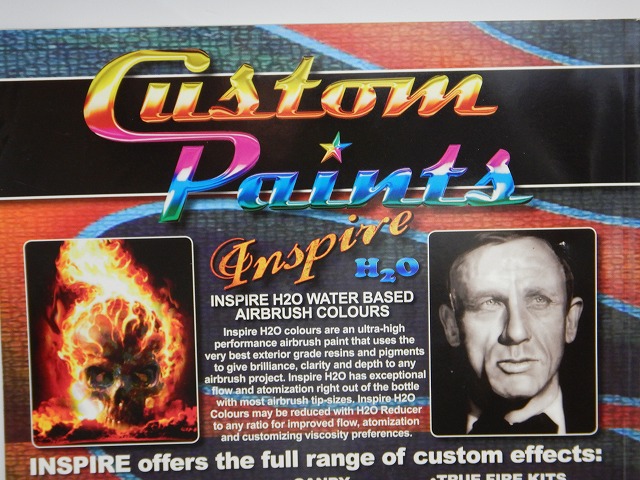 Custom
Paints
Inspire
H2O
INSPIRE H2O WATER BASED
AIRBRUSH COLOURS
Inspire H2O colours are an ultra-high
performance airbrush paint that uses the
very best exterior grade resins and pigments
to give brilliance, clarity and depth to any
airbrush project. Inspire H2O has exceptional
flow and atomization right out of the bottle
with most airbrush tip-sizes. Inspire H2O
Colours may be reduced with H2O Reducer
to any ratio for improved flow, atomization
and customizing viscosity preferences.
INSPIRE offers the full range of custom effects:
CANDY
•TRUE FIRE KITS